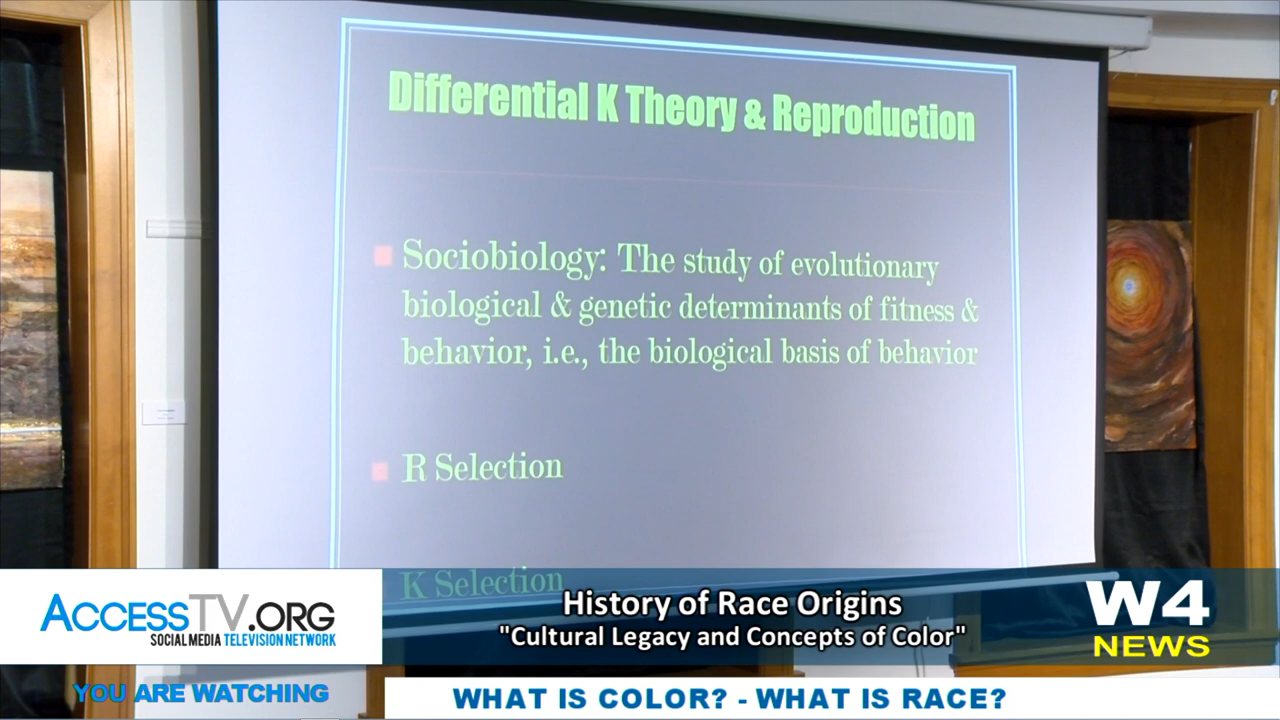 Differential K Theory & Reproduction
Sociobiology: The study of evolutionary
biological & genetic determinants of fitness &
behavior, i.e., the biological basis of behavior
R Selection
K Selection
ACCESSTV.ORG
SOCIAL MEDIA TELEVISION NETWORK
History of Race Origins
"Cultural Legacy and Concepts of Color"
W4
NEWS
YOU ARE WATCHING
WHAT IS COLOR? - WHAT IS RACE?